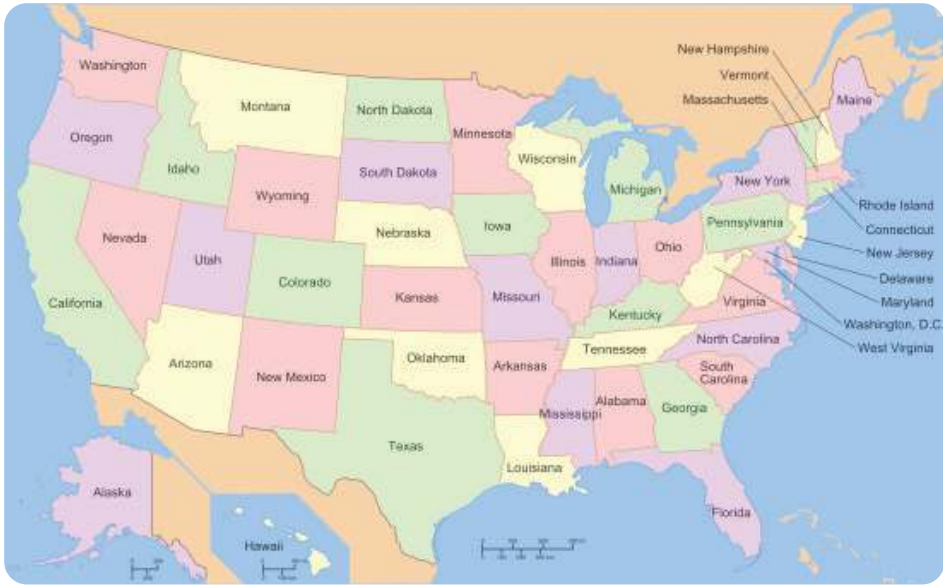 Washington
Oregon
California
Idaho
Nevada
Montana
Wyoming
Utah
Colorado
Arizona
New Mexico
North Dakota
South Dakota
Nebraska
Kansas
Oklahoma
Texas
Minnesota
Iowa
Missouri
Arkansas
Louisiana
Wisconsin
Illinois
Michigan
Indiana
Ohio
Kentucky
Tennessee
Mississippi
Alabama
Georgia
Florida
South
Carolina
North Carolina
Virginia
Pennsylvania
New York
Maine
New Hampshire
Vermont
Massachusetts
Rhode Island
Connecticut
New Jersey
Delaware
Maryland
Washington, D.C.
West Virginia
Alaska
Hawaii